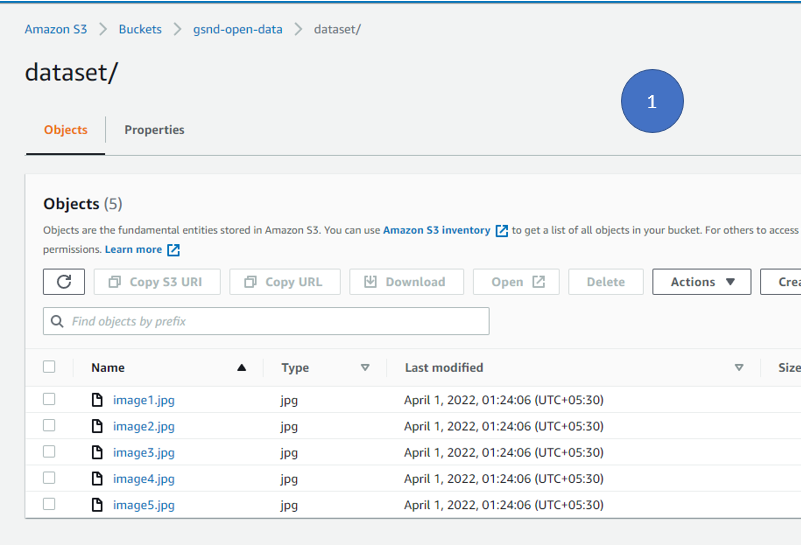 Amazon S3 > Buckets > gsnd-open-data > dataset/
dataset/
1
Objects Properties
Objects (5)
Objects are the fundamental entities stored in Amazon S3. You can use Amazon S3 inventory to get a list of all objects in your bucket. For others to access
permissions. Learn more
Copy S3 URI Copy URL Download Open Delete Actions Crea
Find objects by prefix
Name Type Last modified Size
image1.jpg jpg April 1, 2022, 01:24:06 (UTC+05:30)
image2.jpg jpg April 1, 2022, 01:24:06 (UTC+05:30)
image3.jpg jpg April 1, 2022, 01:24:06 (UTC+05:30)
image4.jpg jpg April 1, 2022, 01:24:06 (UTC+05:30)
image5.jpg jpg April 1, 2022, 01:24:06 (UTC+05:30)